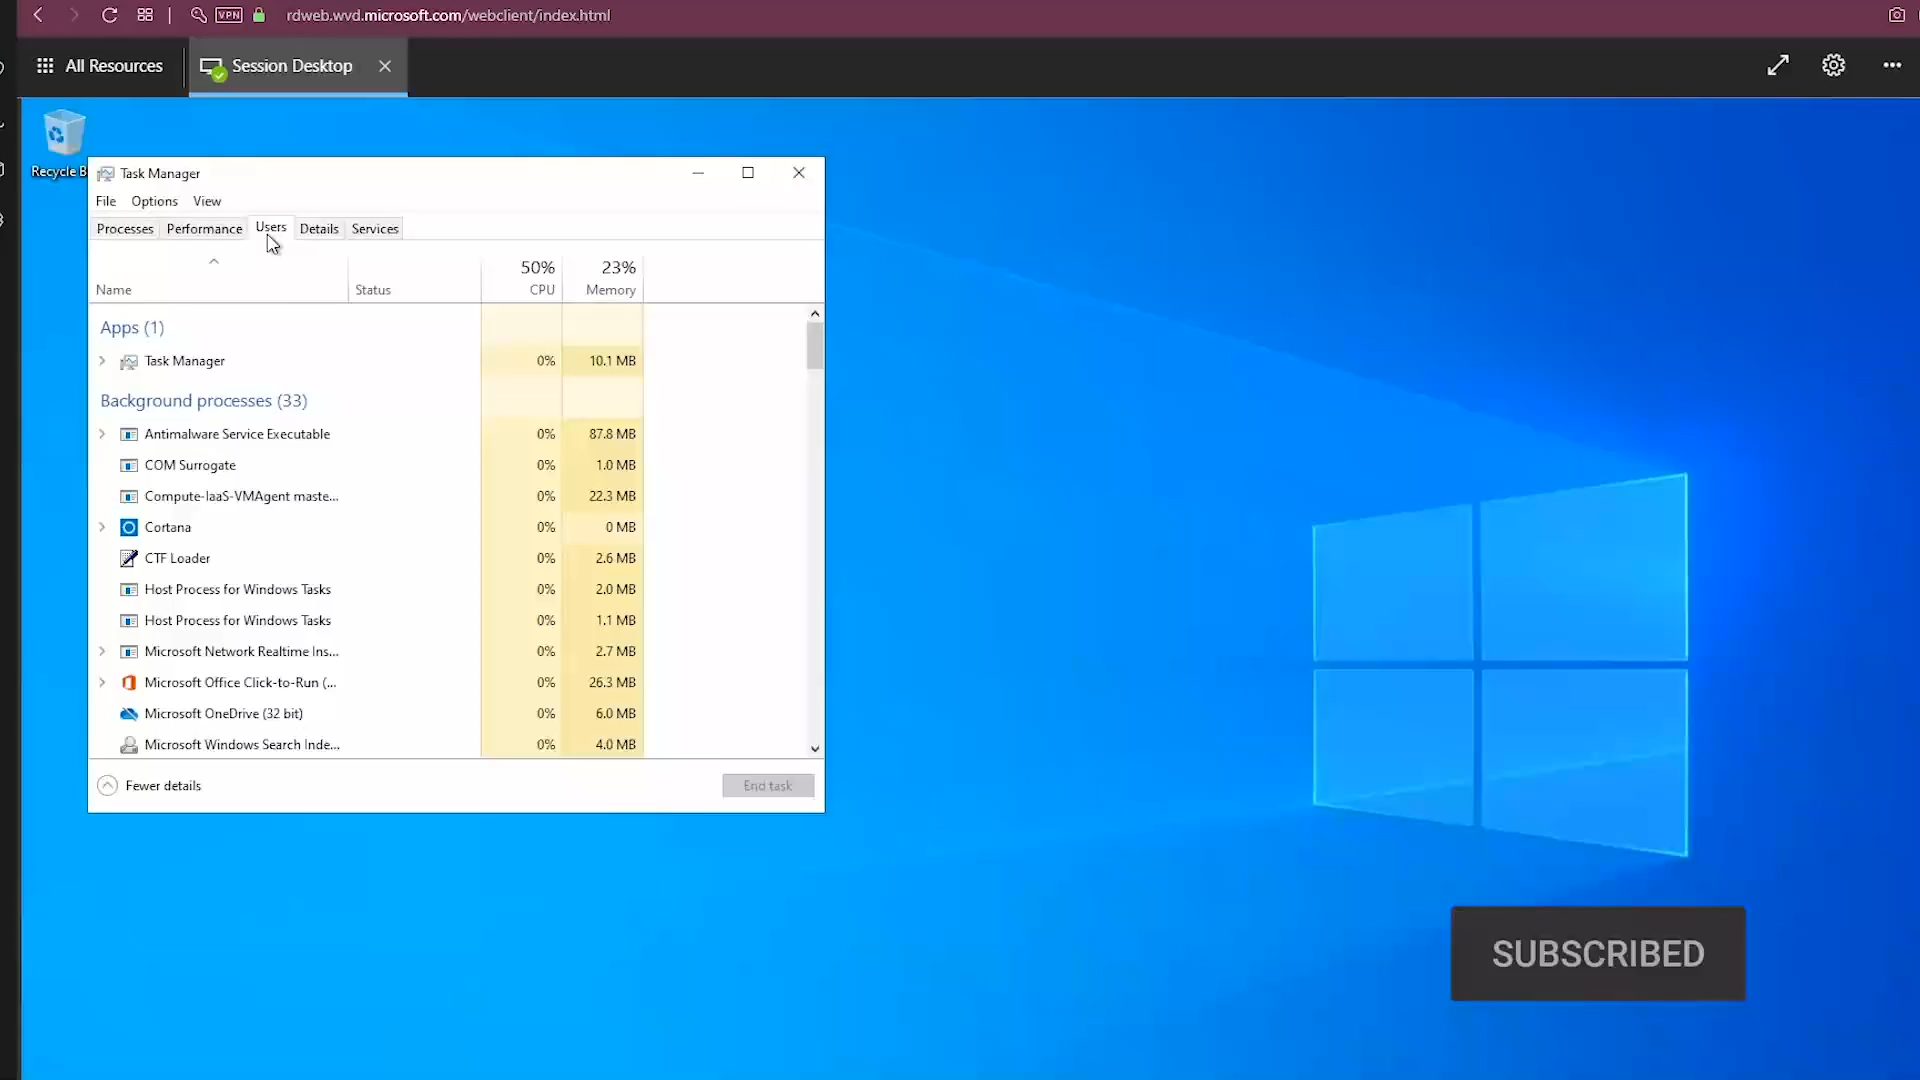 VPN rdweb.wvd.microsoft.com/webclient/index.html
All Resources Session Desktop
Recycle B
Task Manager
File Options View
Processes Performance Users Details Services
50% 23%
Name Status CPU Memory
Apps (1)
Task Manager 0% 10.1 MB
Background processes (33)
Antimalware Service Executable 0% 87.8 MB
COM Surrogate 0% 1.0 MB
Compute-IaaS-VMAgent maste... 0% 22.3 MB
Cortana 0% 0 MB
CTF Loader 0% 2.6 MB
Host Process for Windows Tasks 0% 2.0 MB
Host Process for Windows Tasks 0% 1.1 MB
Microsoft Network Realtime Ins... 0% 2.7 MB
Microsoft Office Click-to-Run (... 0% 26.3 MB
Microsoft OneDrive (32 bit) 0% 6.0 MB
Microsoft Windows Search Inde... 0% 4.0 MB
Fewer details End task
SUBSCRIBED